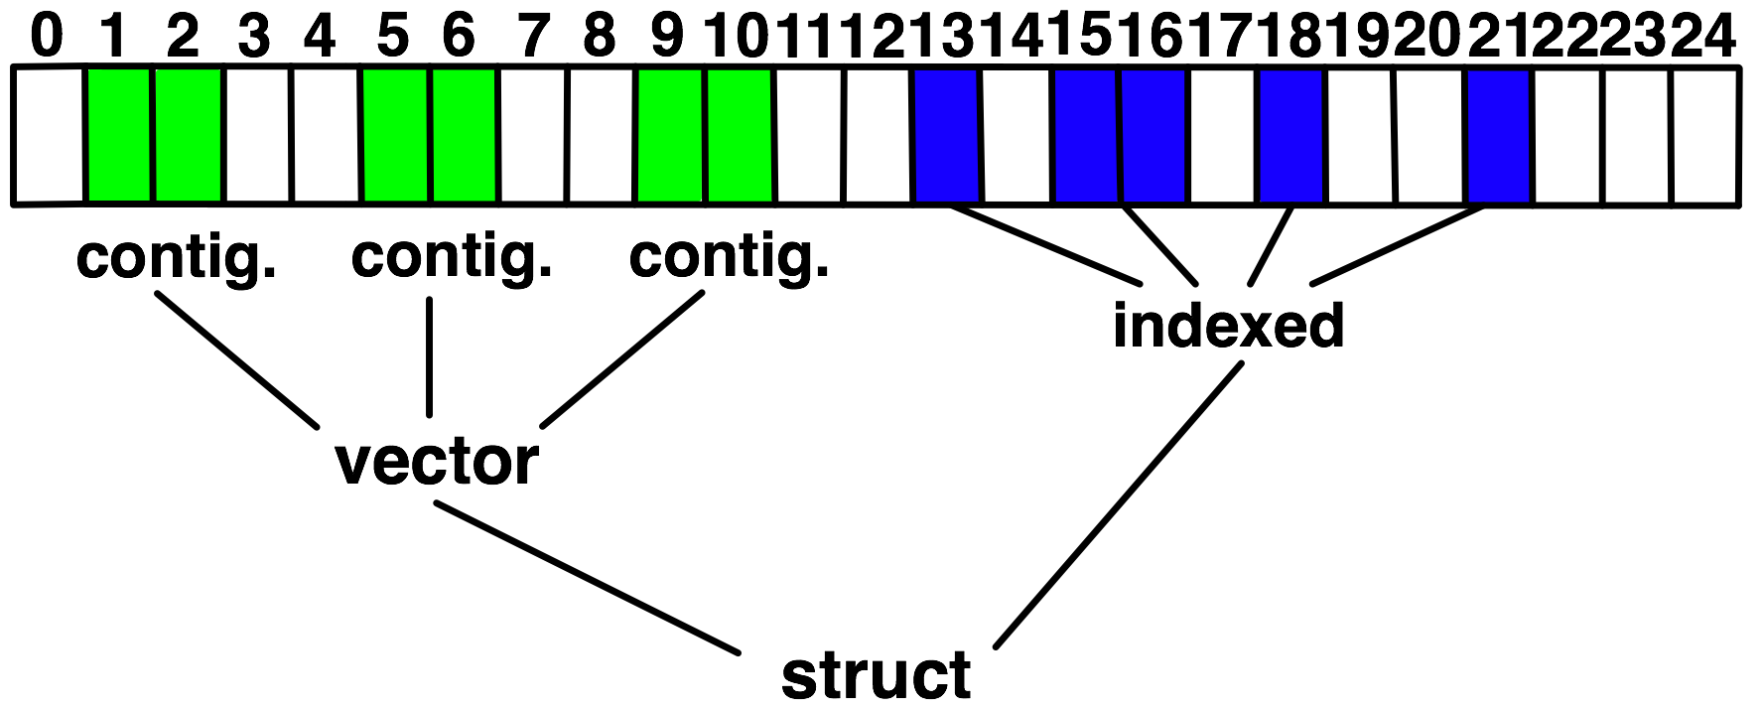 0 1 2 3 4 5 6 7 8 9 10 11 12 13 14 15 16 17 18 19 20 21 22 23 24
contig. contig. contig.
indexed
vector
struct